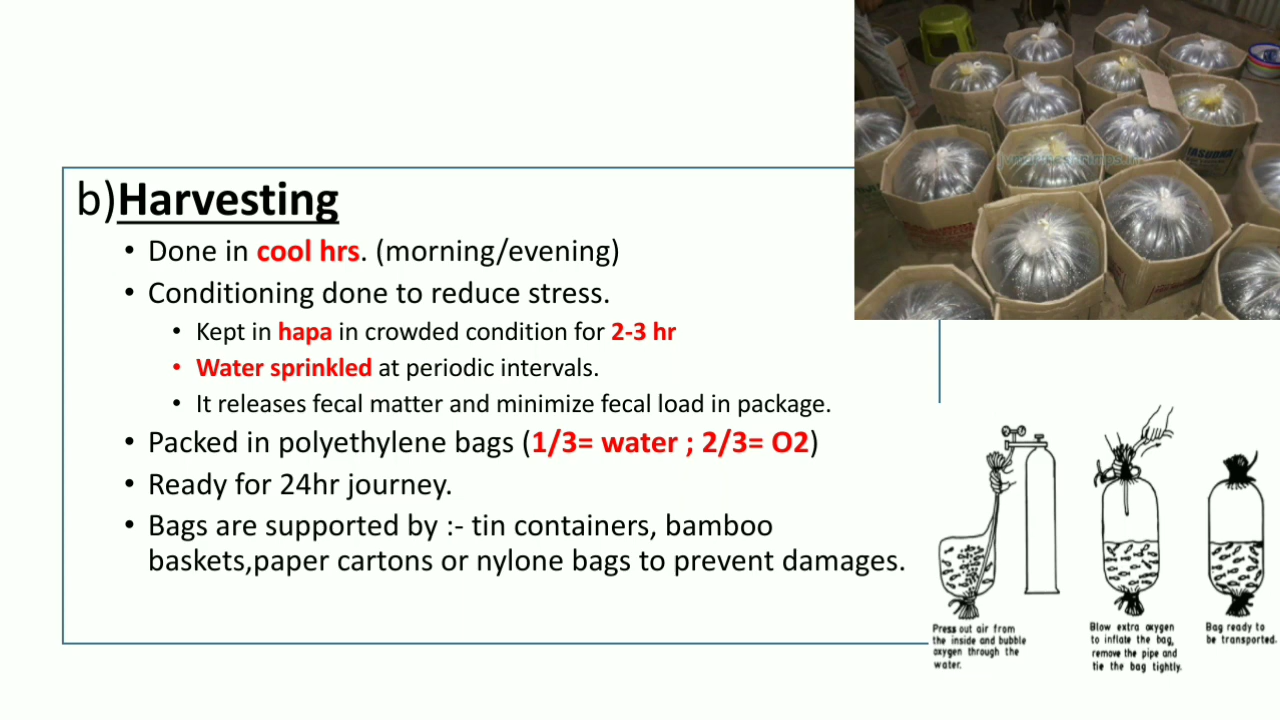 b)Harvesting
• Done in cool hrs. (morning/evening)
• Conditioning done to reduce stress.
• Kept in hapa in crowded condition for 2-3 hr
• Water sprinkled at periodic intervals.
• It releases fecal matter and minimize fecal load in package.
• Packed in polyethylene bags (1/3= water ; 2/3= O2)
• Ready for 24hr journey.
• Bags are supported by :- tin containers, bamboo
baskets,paper cartons or nylone bags to prevent damages.
Press out air from
the inside and bubble
oxygen through the
water.
Blow extra oxygen
to inflate the bag,
remove the pipe and
tie the bag tightly.
Bag ready to
be transported.